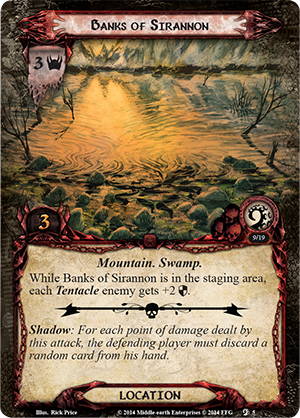 BANKS OF SIRANNON
3
3
9/19
Mountain. Swamp.
While Banks of Sirannon is in the staging area,
each Tentacle enemy gets +2
Shadow: For each point of damage dealt by
this attack, the defending player must discard
a random card from his hand.
LOCATION
Illus. Rick Price
© 2014 Middle-earth Enterprises © 2014 FFG